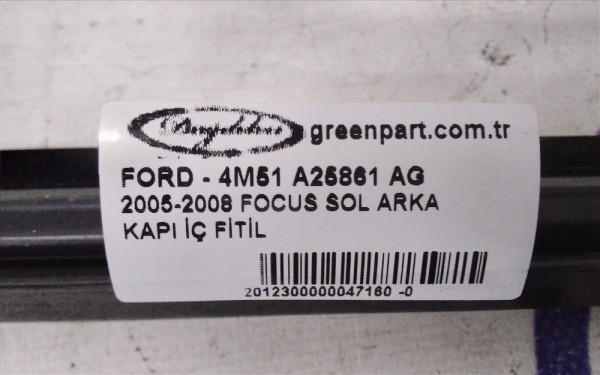 greenpart.com.tr
FORD - 4M51 A25861 AG
2005-2008 FOCUS SOL ARKA
KAPI İÇ FİTİL
2012300000047160 -0